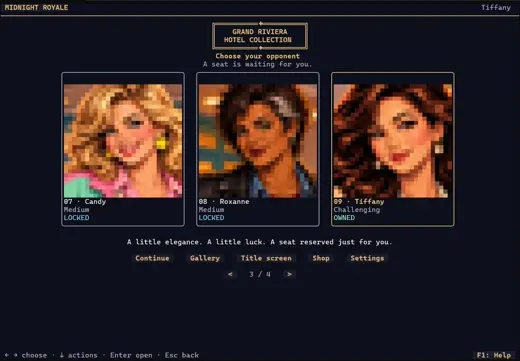 MIDNIGHT ROYALE
Tiffany
GRAND RIVIERA
HOTEL COLLECTION
Choose your opponent
A seat is waiting for you.
07 · Candy
Medium
LOCKED
08 · Roxanne
Medium
LOCKED
09 · Tiffany
Challenging
OWNED
A little elegance. A little luck. A seat reserved just for you.
Continue Gallery Title screen Shop Settings
< 3 / 4 >
← → choose · ↓ actions · Enter open · Esc back
F1: Help